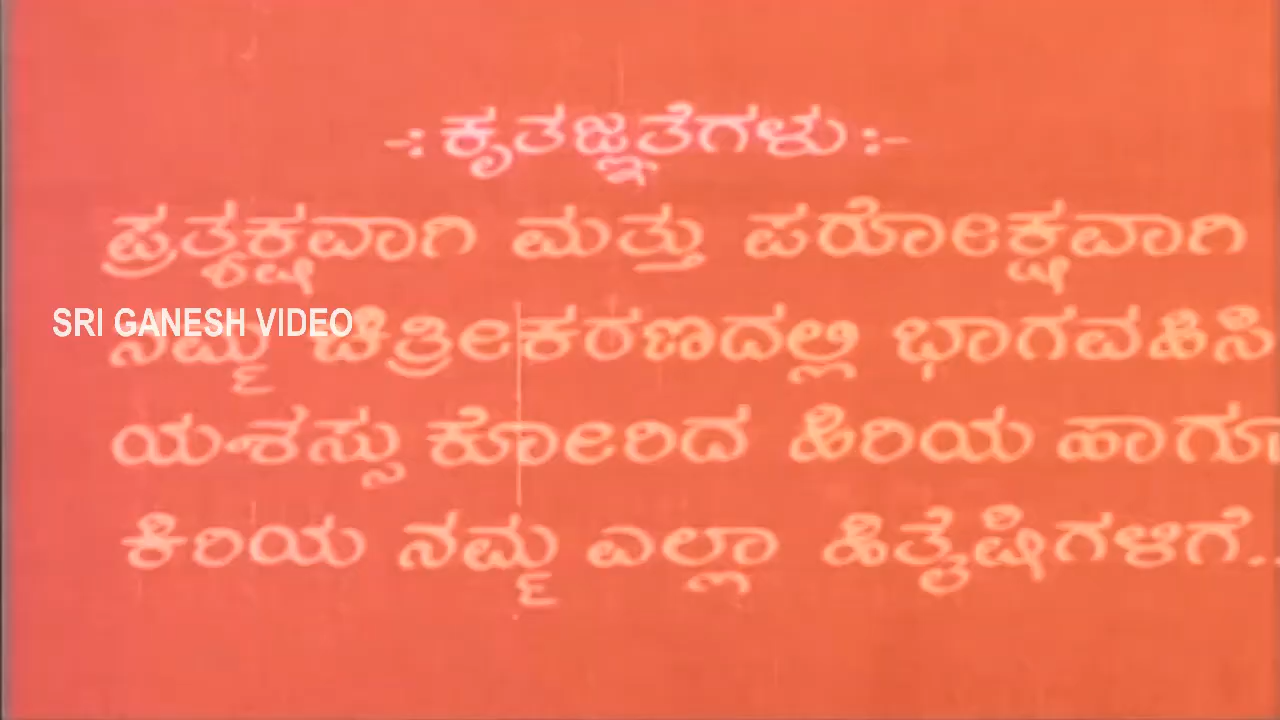 -: ಕೃತಜ್ಞತೆಗಳು :-
ಪ್ರತ್ಯಕ್ಷವಾಗಿ ಮತ್ತು ಪರೋಕ್ಷವಾಗಿ
SRI GANESH VIDEO
ನಮ್ಮ ಚಿತ್ರೀಕರಣದಲ್ಲಿ ಭಾಗವಹಿಸಿ
ಯಶಸ್ಸು ಕೋರಿದ ಹಿರಿಯ ಹಾಗೂ
ಕಿರಿಯ ನಮ್ಮ ಎಲ್ಲಾ ಹಿತೈಷಿಗಳಿಗೆ..